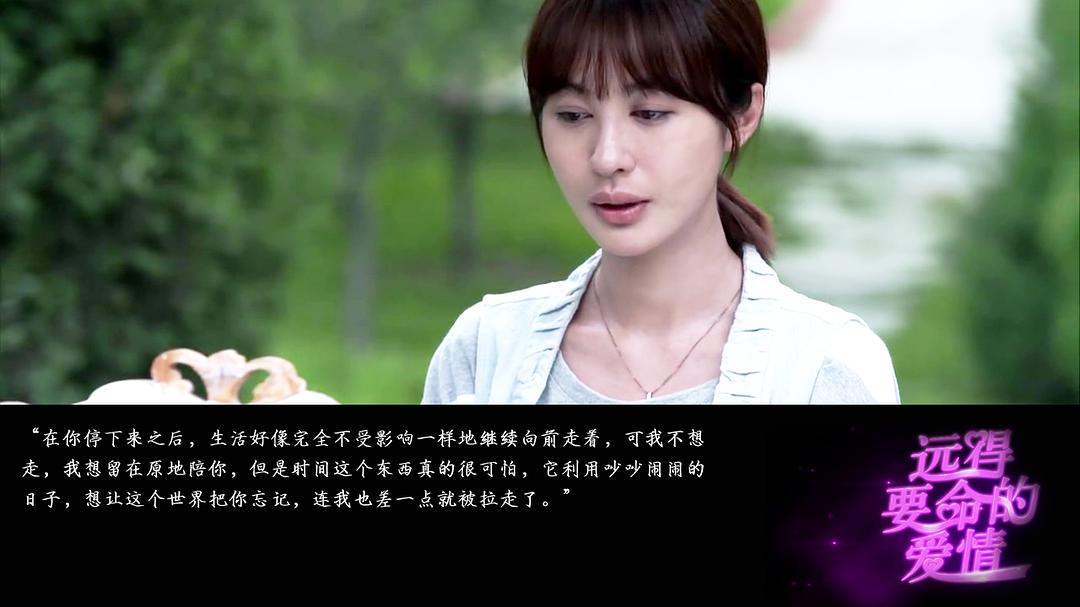 “在你停下来之后，生活好像完全不受影响一样地继续向前走着，可我不想
走，我想留在原地陪你，但是时间这个东西真的很可怕，它利用吵吵闹闹的
日子，想让这个世界把你忘记，连我也差一点就被拉走了。”
远得
要命的
爱情